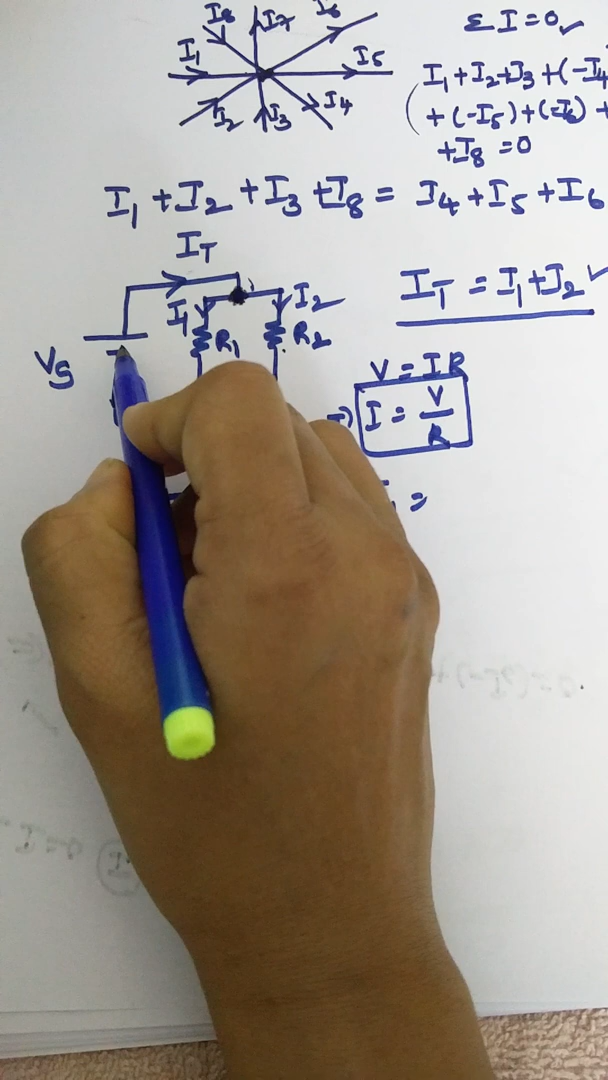 I8 I7 I6
ΣI=0✓
I1
I5
I1+I2+I3+(-I4
I2 I3 I4
+(-I5)+(-I6)+
+I8=0
I1+I2+I3+I8= I4+I5+I6
IT
IT=I1+I2✓
I1 I2
VS R1 R2
V=IR
⇒ I = V/R
=